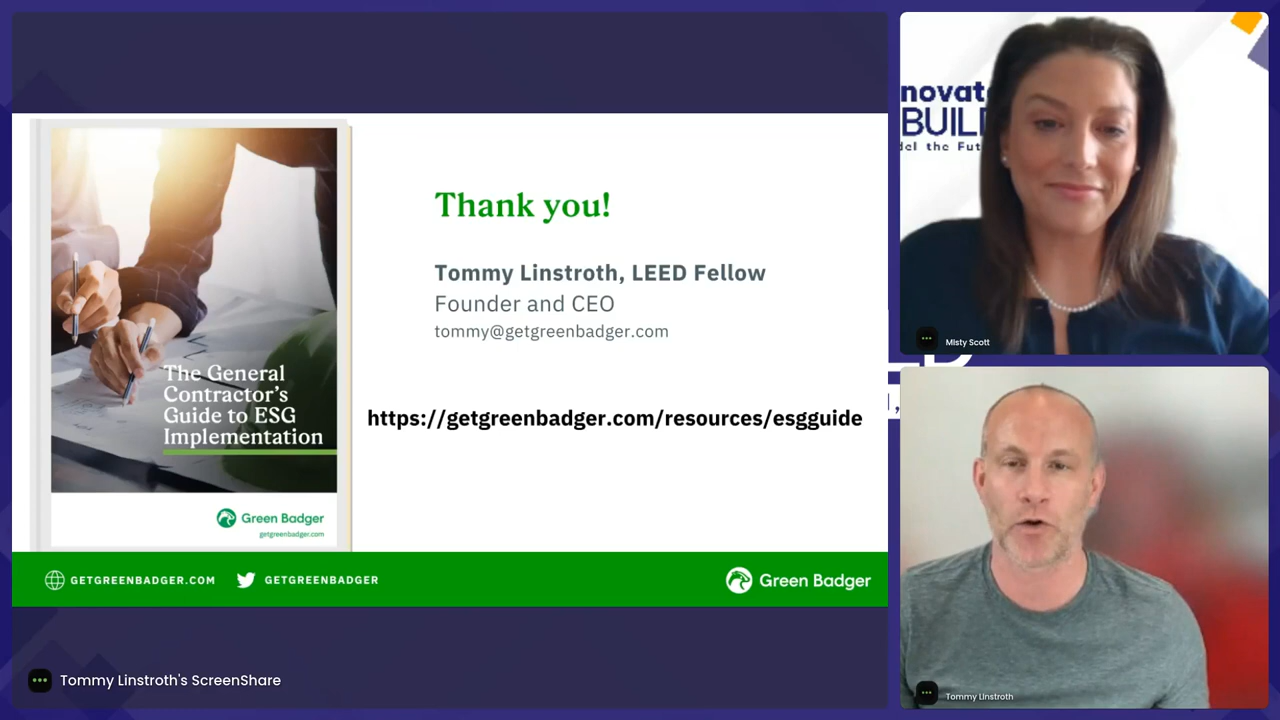 The General
Contractor's
Guide to ESG
Implementation
Green Badger
getgreenbadger.com
Thank you!
Tommy Linstroth, LEED Fellow
Founder and CEO
tommy@getgreenbadger.com
https://getgreenbadger.com/resources/esgguide
GETGREENBADGER.COM
GETGREENBADGER
Green Badger
Tommy Linstroth's ScreenShare
BUILD
Misty Scott
Tommy Linstroth